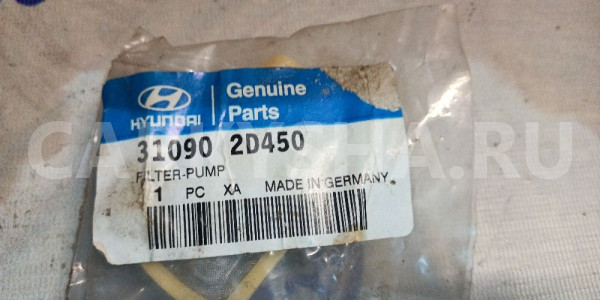 HYUNDAI
Genuine
Parts
31090 2D450
FILTER-PUMP
1 PC XA MADE IN GERMANY